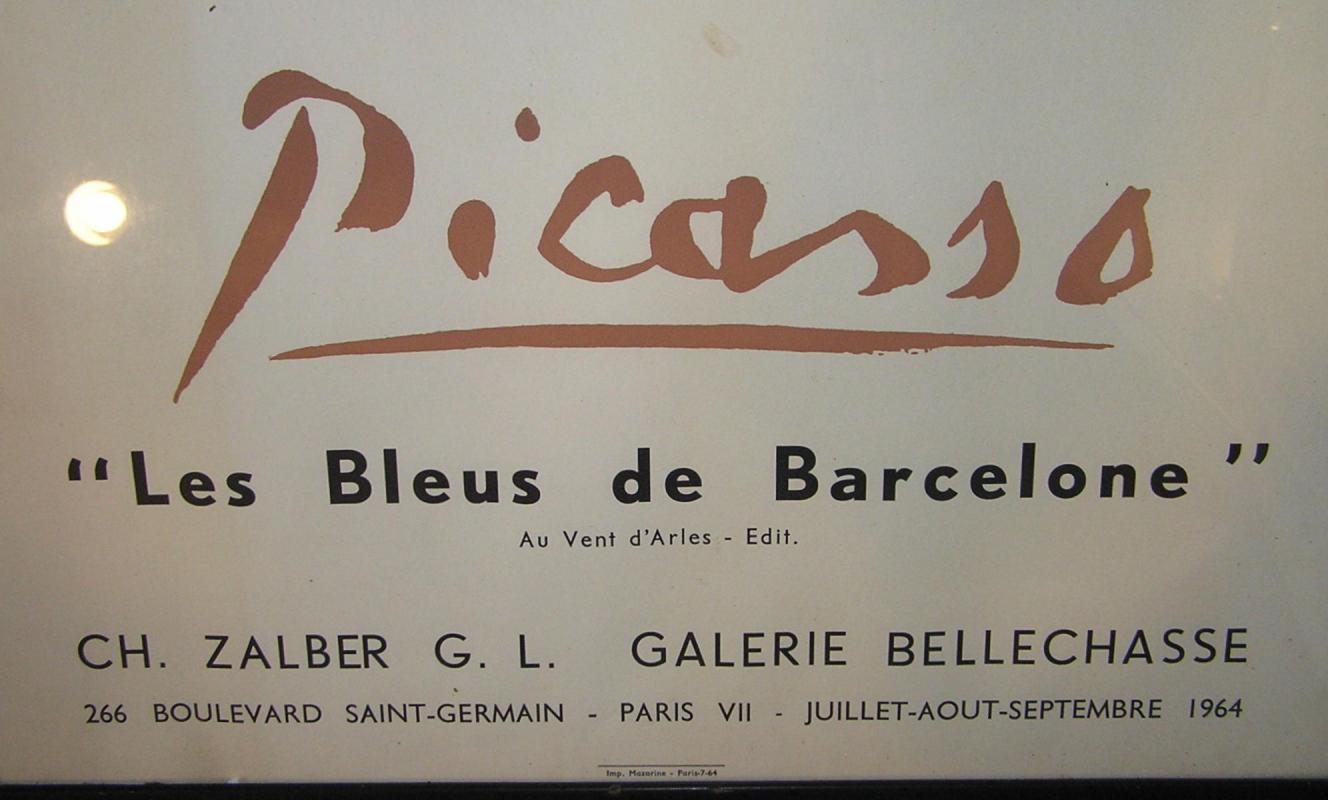 Picasso
“Les Bleus de Barcelone”
Au Vent d'Arles - Edit.
CH. ZALBER G. L. GALERIE BELLECHASSE
266 BOULEVARD SAINT-GERMAIN - PARIS VII - JUILLET-AOUT-SEPTEMBRE 1964
Imp. Mazarine - Paris-7-64